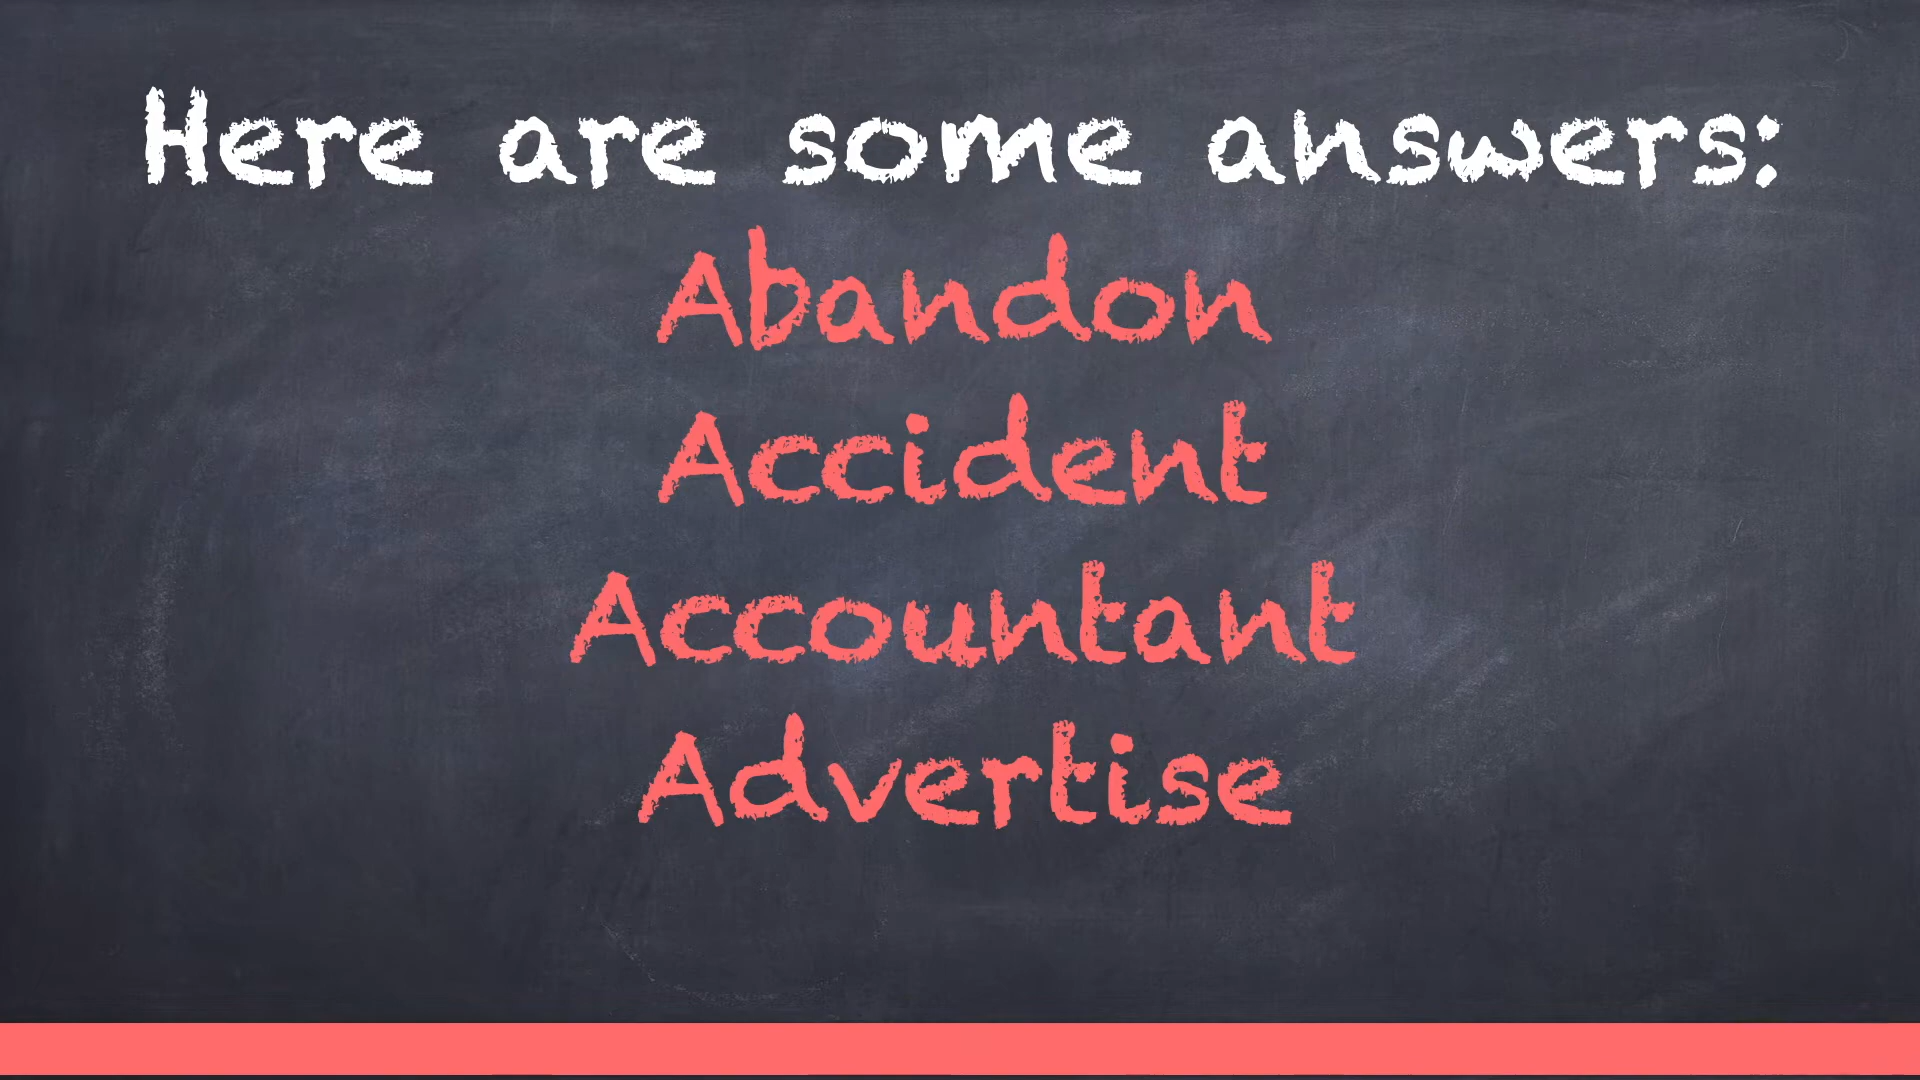 Here are some answers:
Abandon
Accident
Accountant
Advertise